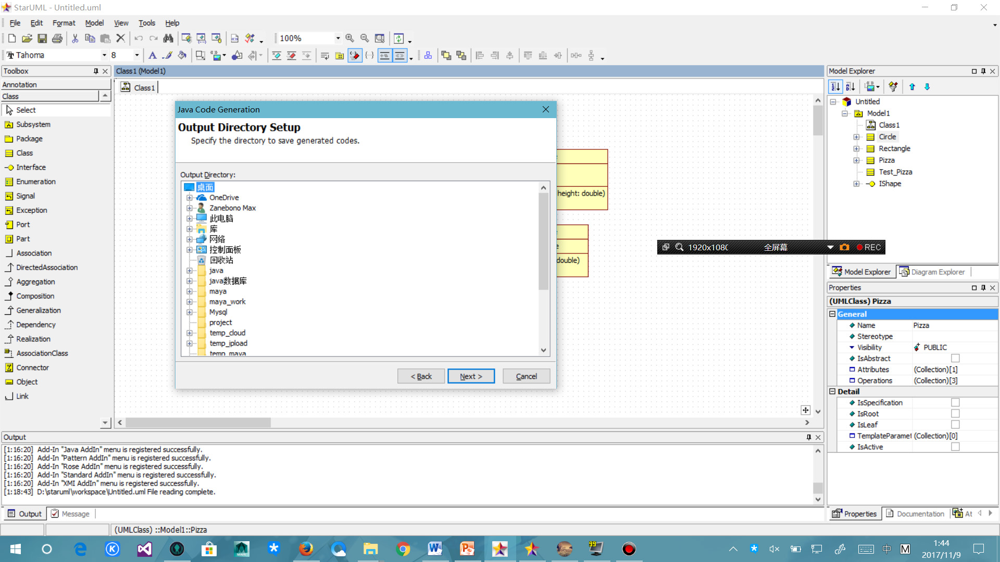 StarUML - Untitled.uml
File Edit Format Model View Tools Help
100%
Tahoma 8
Toolbox
Annotation
Class
Select
Subsystem
Package
Class
Interface
Enumeration
Signal
Exception
Port
Part
Association
DirectedAssociation
Aggregation
Composition
Generalization
Dependency
Realization
AssociationClass
Connector
Object
Link
Class1 (Model1)
Class1
Java Code Generation
Output Directory Setup
Specify the directory to save generated codes.
Output Directory:
桌面
OneDrive
Zanebono Max
此电脑
库
网络
控制面板
回收站
java
java数据库
maya
maya_work
Mysql
project
temp_cloud
temp_ipload
temp_maya
< Back Next > Cancel
height: double)
double)
1920x1080 全屏幕 REC
Model Explorer
Untitled
Model1
Class1
Circle
Rectangle
Pizza
Test_Pizza
IShape
Model Explorer Diagram Explorer
Properties
(UMLClass) Pizza
General
Name Pizza
Stereotype
Visibility PUBLIC
IsAbstract
Attributes (Collection)[1]
Operations (Collection)[3]
Detail
IsSpecification
IsRoot
IsLeaf
TemplateParamet (Collection)[0]
IsActive
Properties Documentation At
Output
[1:16:20] Add-In "Java AddIn" menu is registered successfully.
[1:16:20] Add-In "Pattern AddIn" menu is registered successfully.
[1:16:20] Add-In "Rose AddIn" menu is registered successfully.
[1:16:20] Add-In "Standard AddIn" menu is registered successfully.
[1:16:20] Add-In "XMI AddIn" menu is registered successfully.
[1:18:43] D:\staruml\workspace\Untitled.uml File reading complete.
Output Message
(UMLClass) ::Model1::Pizza
MAYA
99
中 M
1:44
2017/11/9